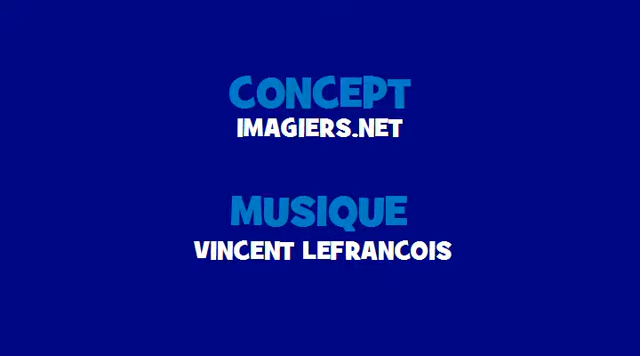 CONCEPT
IMAGIERS.NET
MUSIQUE
VINCENT LEFRANCOIS